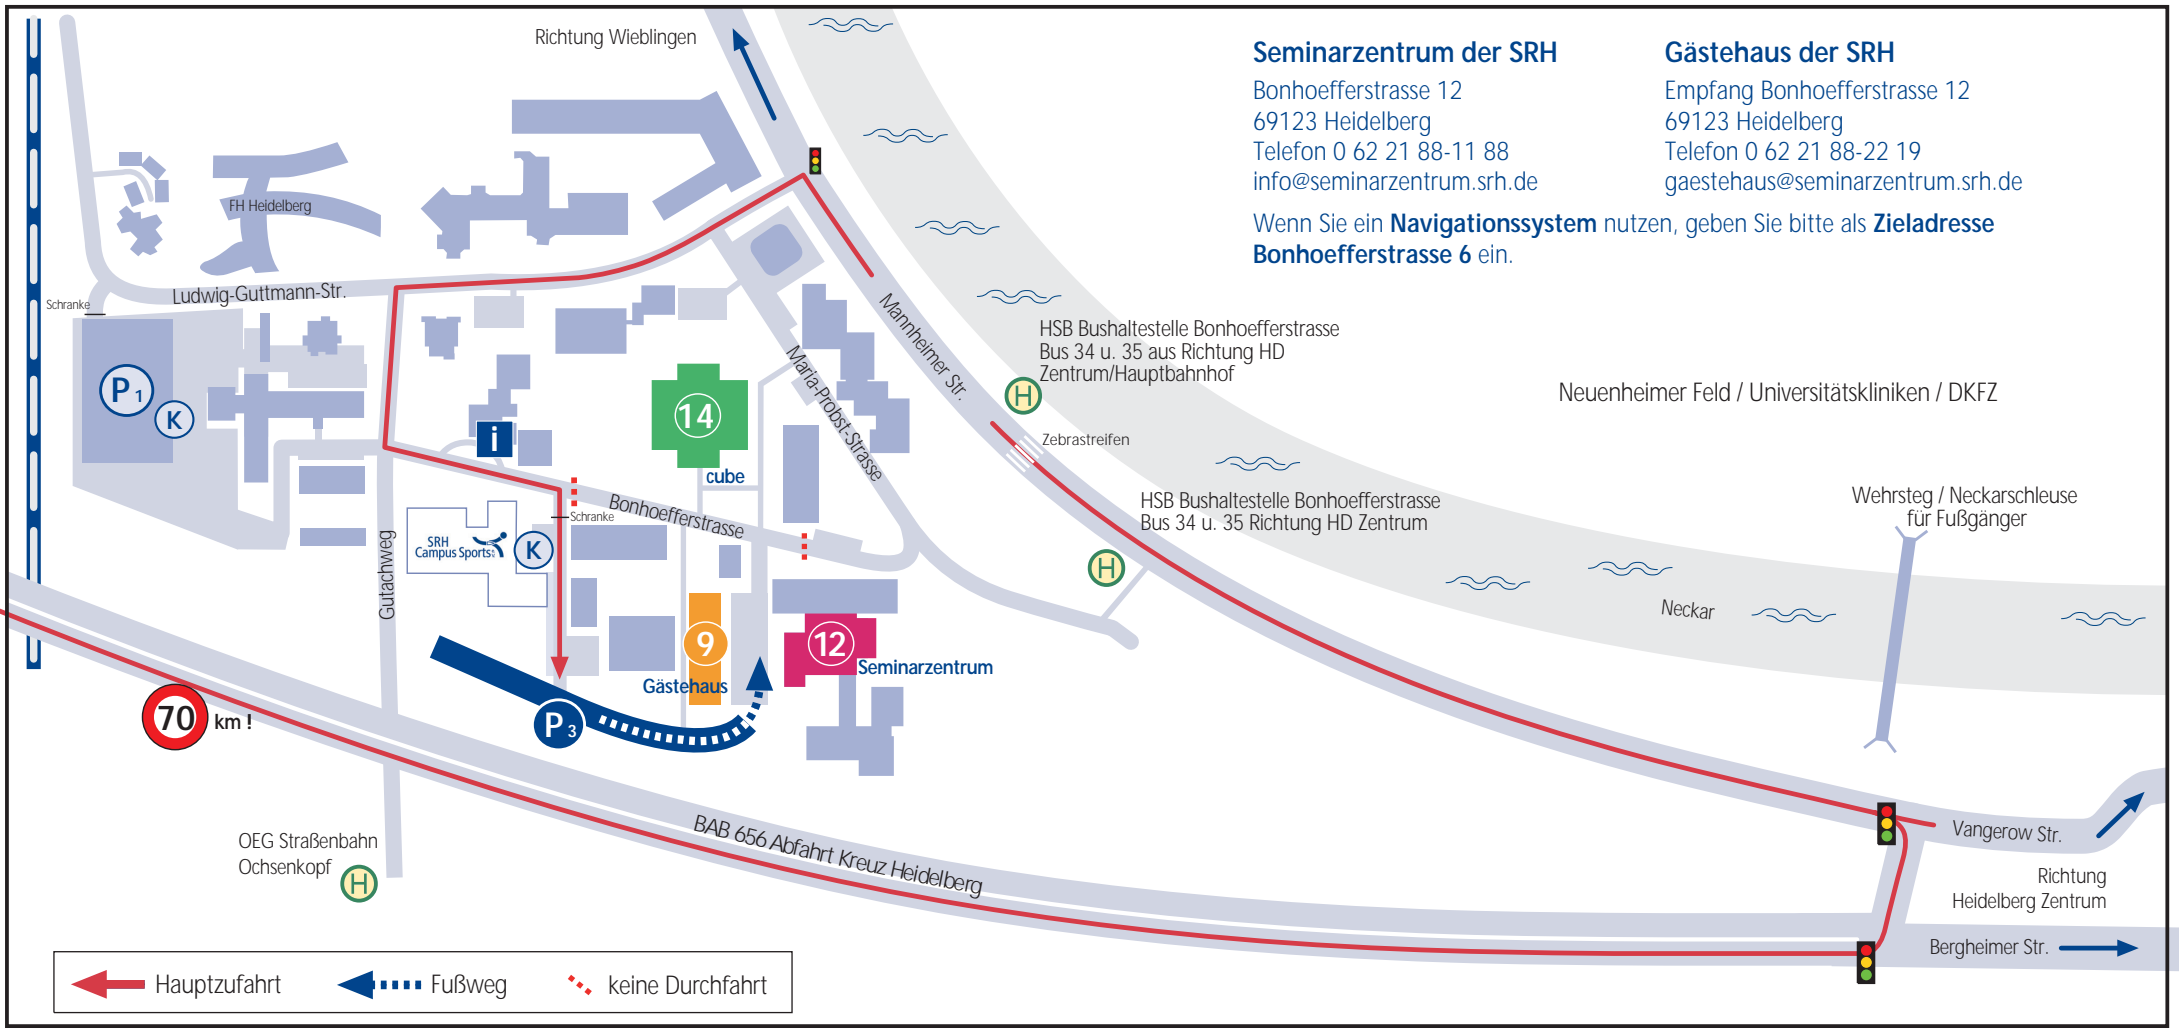 Richtung Wieblingen
Seminarzentrum der SRH
Bonhoefferstrasse 12
69123 Heidelberg
Telefon 0 62 21 88-11 88
info@seminarzentrum.srh.de
Gästehaus der SRH
Empfang Bonhoefferstrasse 12
69123 Heidelberg
Telefon 0 62 21 88-22 19
gaestehaus@seminarzentrum.srh.de
Wenn Sie ein Navigationssystem nutzen, geben Sie bitte als Zieladresse
Bonhoefferstrasse 6 ein.
FH Heidelberg
Ludwig-Guttmann-Str.
Schranke
P1
K
i
14
cube
Maria-Probst-Strasse
Mannheimer Str.
HSB Bushaltestelle Bonhoefferstrasse
Bus 34 u. 35 aus Richtung HD
Zentrum/Hauptbahnhof
H
Zebrastreifen
Neuenheimer Feld / Universitätskliniken / DKFZ
HSB Bushaltestelle Bonhoefferstrasse
Bus 34 u. 35 Richtung HD Zentrum
H
Wehrsteg / Neckarschleuse
für Fußgänger
Neckar
Bonhoefferstrasse
Schranke
SRH
Campus Sports
K
Gutachweg
9
Gästehaus
12
Seminarzentrum
P3
70
km !
OEG Straßenbahn
Ochsenkopf
H
BAB 656 Abfahrt Kreuz Heidelberg
Vangerow Str.
Richtung
Heidelberg Zentrum
Bergheimer Str.
Hauptzufahrt
Fußweg
keine Durchfahrt